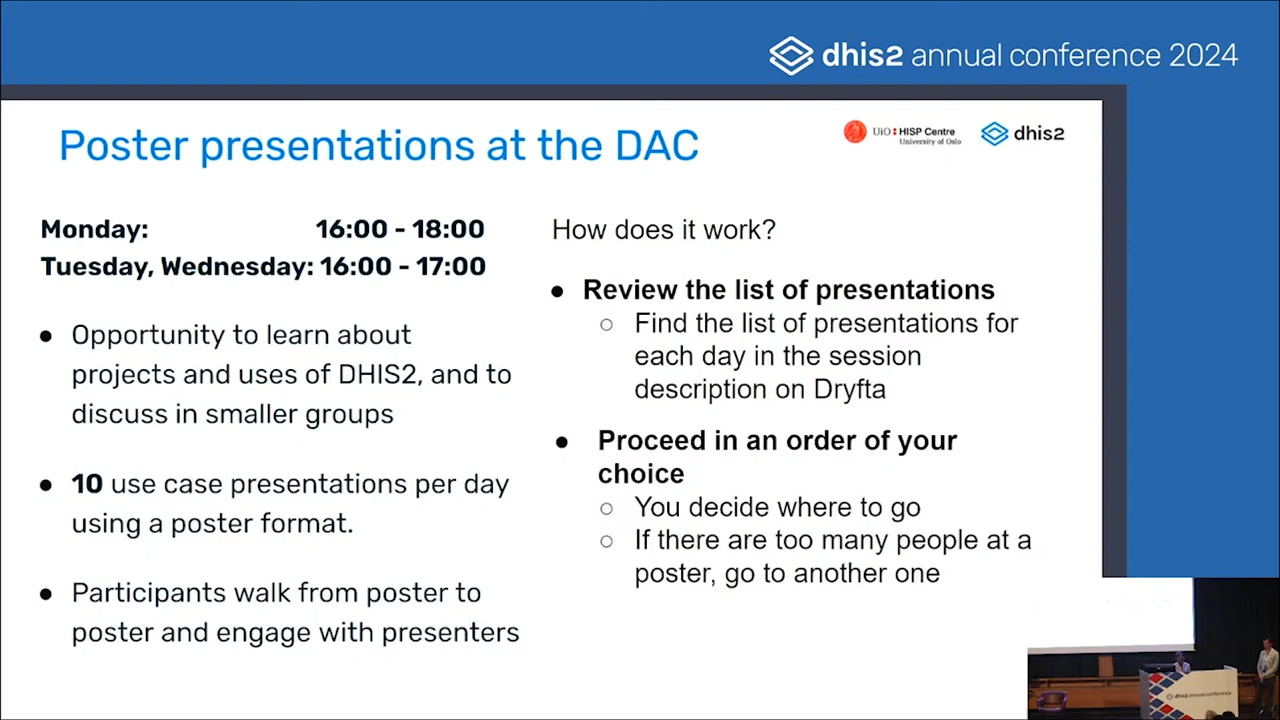 dhis2 annual conference 2024
Poster presentations at the DAC
UiO: HISP Centre
University of Oslo
dhis2
Monday: 16:00 - 18:00
Tuesday, Wednesday: 16:00 - 17:00
● Opportunity to learn about
projects and uses of DHIS2, and to
discuss in smaller groups
● 10 use case presentations per day
using a poster format.
● Participants walk from poster to
poster and engage with presenters
How does it work?
● Review the list of presentations
○ Find the list of presentations for
each day in the session
description on Dryfta
● Proceed in an order of your
choice
○ You decide where to go
○ If there are too many people at a
poster, go to another one
dhis2 annual conference